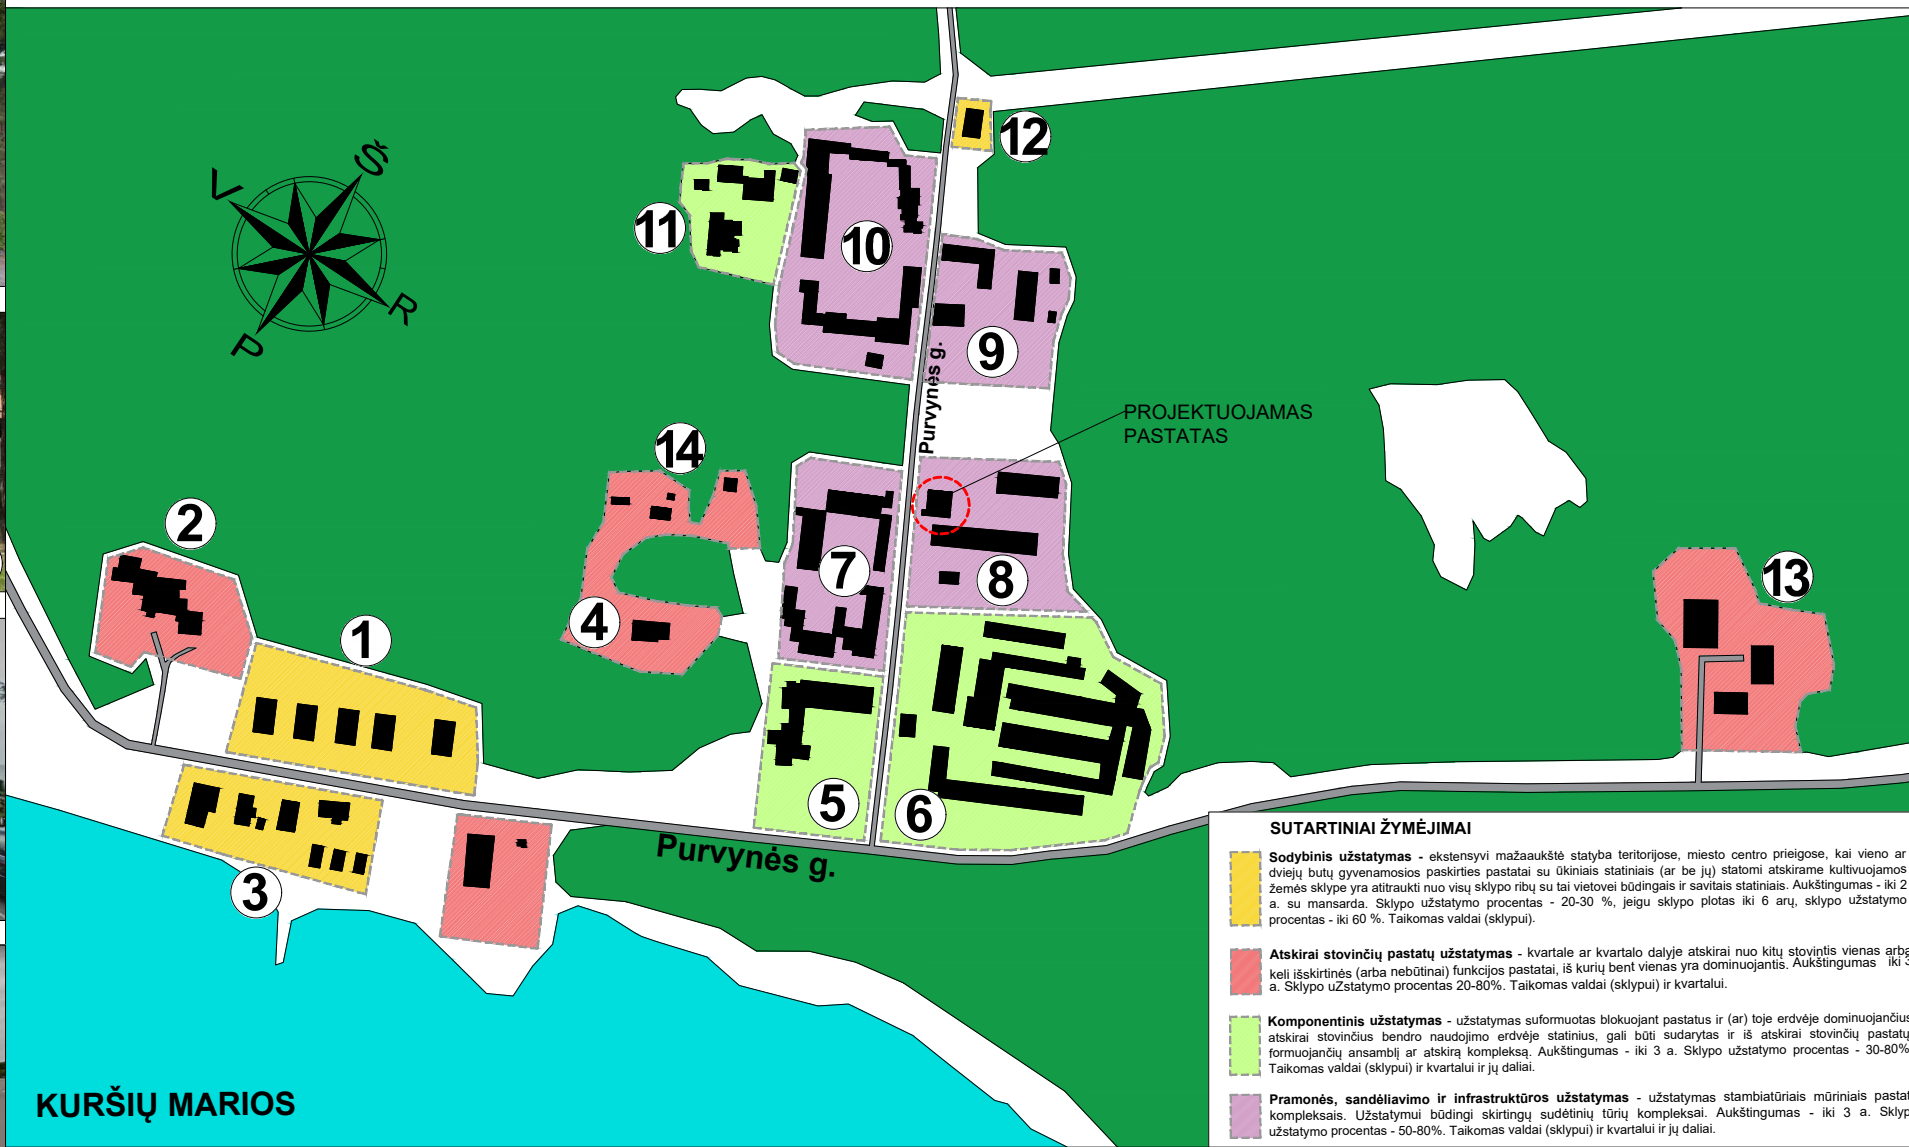 12
Š
V
11
10
R
P
9
Purvynės g.
PROJEKTUOJAMAS
PASTATAS
14
2
7
8
13
4
1
5
6
Purvynės g.
3
KURŠIŲ MARIOS
SUTARTINIAI ŽYMĖJIMAI
Sodybinis užstatymas - ekstensyvi mažaaukštė statyba teritorijose, miesto centro prieigose, kai vieno ar
dviejų butų gyvenamosios paskirties pastatai su ūkiniais statiniais (ar be jų) statomi atskirame kultivuojamos
žemės sklype yra atitraukti nuo visų sklypo ribų su tai vietovei būdingais ir savitais statiniais. Aukštingumas - iki 2
a. su mansarda. Sklypo užstatymo procentas - 20-30 %, jeigu sklypo plotas iki 6 arų, sklypo užstatymo
procentas - iki 60 %. Taikomas valdai (sklypui).
Atskirai stovinčių pastatų užstatymas - kvartale ar kvartalo dalyje atskirai nuo kitų stovintis vienas arba
keli išskirtinės (arba nebūtinai) funkcijos pastatai, iš kurių bent vienas yra dominuojantis. Aukštingumas iki 3
a. Sklypo uZstatymo procentas 20-80%. Taikomas valdai (sklypui) ir kvartalui.
Komponentinis užstatymas - užstatymas suformuotas blokuojant pastatus ir (ar) toje erdvėje dominuojančius
atskirai stovinčius bendro naudojimo erdvėje statinius, gali būti sudarytas ir iš atskirai stovinčių pastatų
formuojančių ansamblį ar atskirą kompleksą. Aukštingumas - iki 3 a. Sklypo užstatymo procentas - 30-80%
Taikomas valdai (sklypui) ir kvartalui ir jų daliai.
Pramonės, sandėliavimo ir infrastruktūros užstatymas - užstatymas stambiatūriais mūriniais pastat
kompleksais. Užstatymui būdingi skirtingų sudėtinių tūrių kompleksai. Aukštingumas - iki 3 a. Sklyp
užstatymo procentas - 50-80%. Taikomas valdai (sklypui) ir kvartalui ir jų daliai.